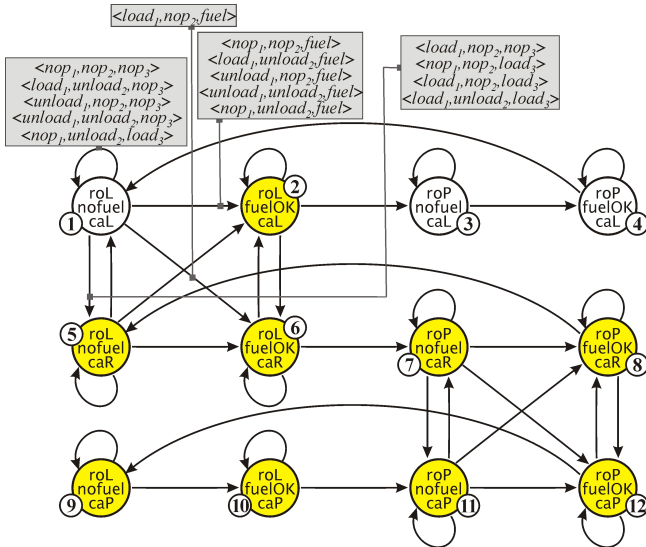 <load₁,nop₂,fuel>
<nop₁,nop₂,nop₃>
<load₁,unload₂,nop₃>
<unload₁,nop₂,nop₃>
<unload₁,unload₂,nop₃>
<nop₁,unload₂,load₃>
<nop₁,nop₂,fuel>
<load₁,unload₂,fuel>
<unload₁,nop₂,fuel>
<unload₁,unload₂,fuel>
<nop₁,unload₂,fuel>
<load₁,nop₂,nop₃>
<nop₁,nop₂,load₃>
<load₁,nop₂,load₃>
<load₁,unload₂,load₃>
roL
nofuel
caL
1
roL
fuelOK
caL
2
roP
nofuel
caL
3
roP
fuelOK
caL
4
roL
nofuel
caR
5
roL
fuelOK
caR
6
roP
nofuel
caR
7
roP
fuelOK
caR
8
roL
nofuel
caP
9
roL
fuelOK
caP
10
roP
nofuel
caP
11
roP
fuelOK
caP
12